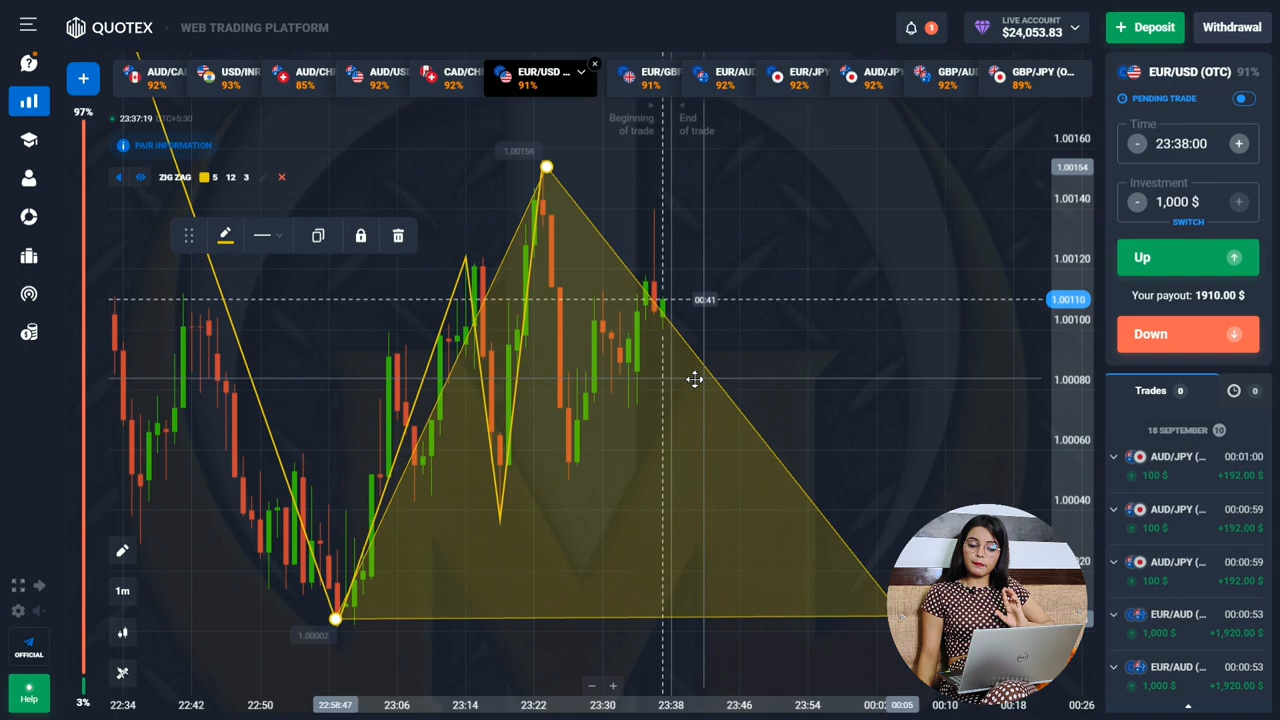 QUOTEX
WEB TRADING PLATFORM
1
LIVE ACCOUNT
$24,053.83
+ Deposit
Withdrawal
+
AUD/CA
92%
USD/INR
93%
AUD/CH
85%
AUD/US
92%
CAD/CH
92%
EUR/USD ...
91%
EUR/GB
91%
EUR/AU
92%
EUR/JP
92%
AUD/JP
92%
GBP/AU
92%
GBP/JPY (O...
89%
97%
23:37:19 UTC+5:30
Beginning
of trade
End
of trade
PAIR INFORMATION
ZIG ZAG 5 12 3
1.00156
1.00160
1.00154
1.00140
1.00120
1.00110
1.00100
1.00080
1.00060
1.00040
20
00:41
1.00002
1m
3%
22:34
22:42
22:50
22:58:47
23:06
23:14
23:22
23:30
23:38
23:46
23:54
00:02
00:05
00:10
00:18
00:26
OFFICIAL
Help
EUR/USD (OTC) 91%
PENDING TRADE
Time
- 23:38:00 +
Investment
- 1,000 $ +
SWITCH
Up
Your payout: 1910.00 $
Down
Trades 0
0
18 SEPTEMBER 10
AUD/JPY (... 00:01:00
100 $ +192.00 $
AUD/JPY (... 00:00:59
100 $ +192.00 $
AUD/JPY (... 00:00:59
100 $ +192.00 $
EUR/AUD (... 00:00:53
1,000 $ +1,920.00 $
EUR/AUD (... 00:00:53
1,000 $ +1,920.00 $